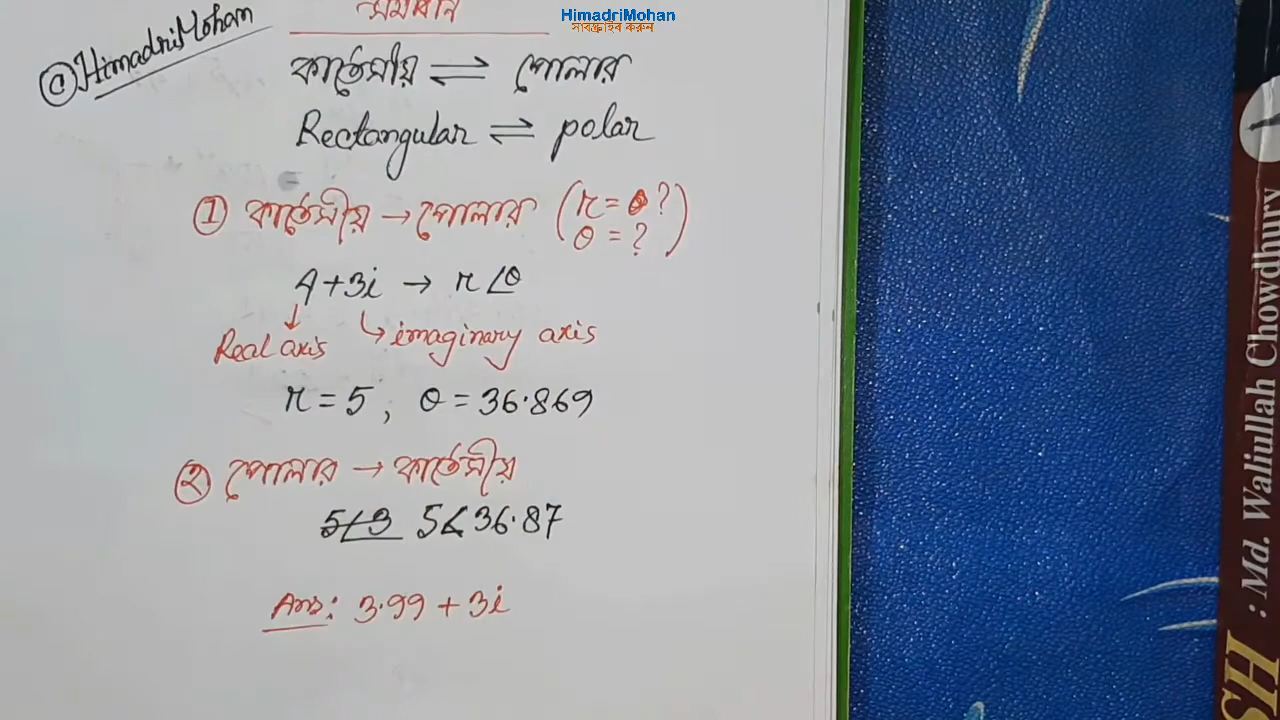 HimadriMohan
সাবস্ক্রাইব করুন
@HimadriMohan
সমাধান
কার্তেসীয় ⇌ পোলার
Rectangular ⇌ polar
① কার্তেসীয় → পোলার (r = ?
θ = ?)
4 + 3i → r∠θ
Real axis
imaginary axis
r = 5, θ = 36.869
② পোলার → কার্তেসীয়
5∠3 5∠36.87
Ans: 3.99 + 3i
: Md. Waliullah Chowdhury
SH